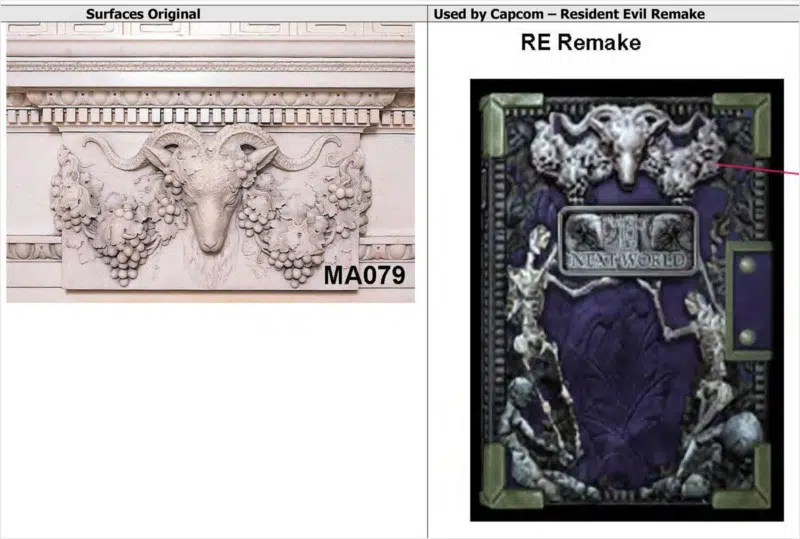 Surfaces Original
Used by Capcom – Resident Evil Remake
MA079
RE Remake
NEXT WORLD